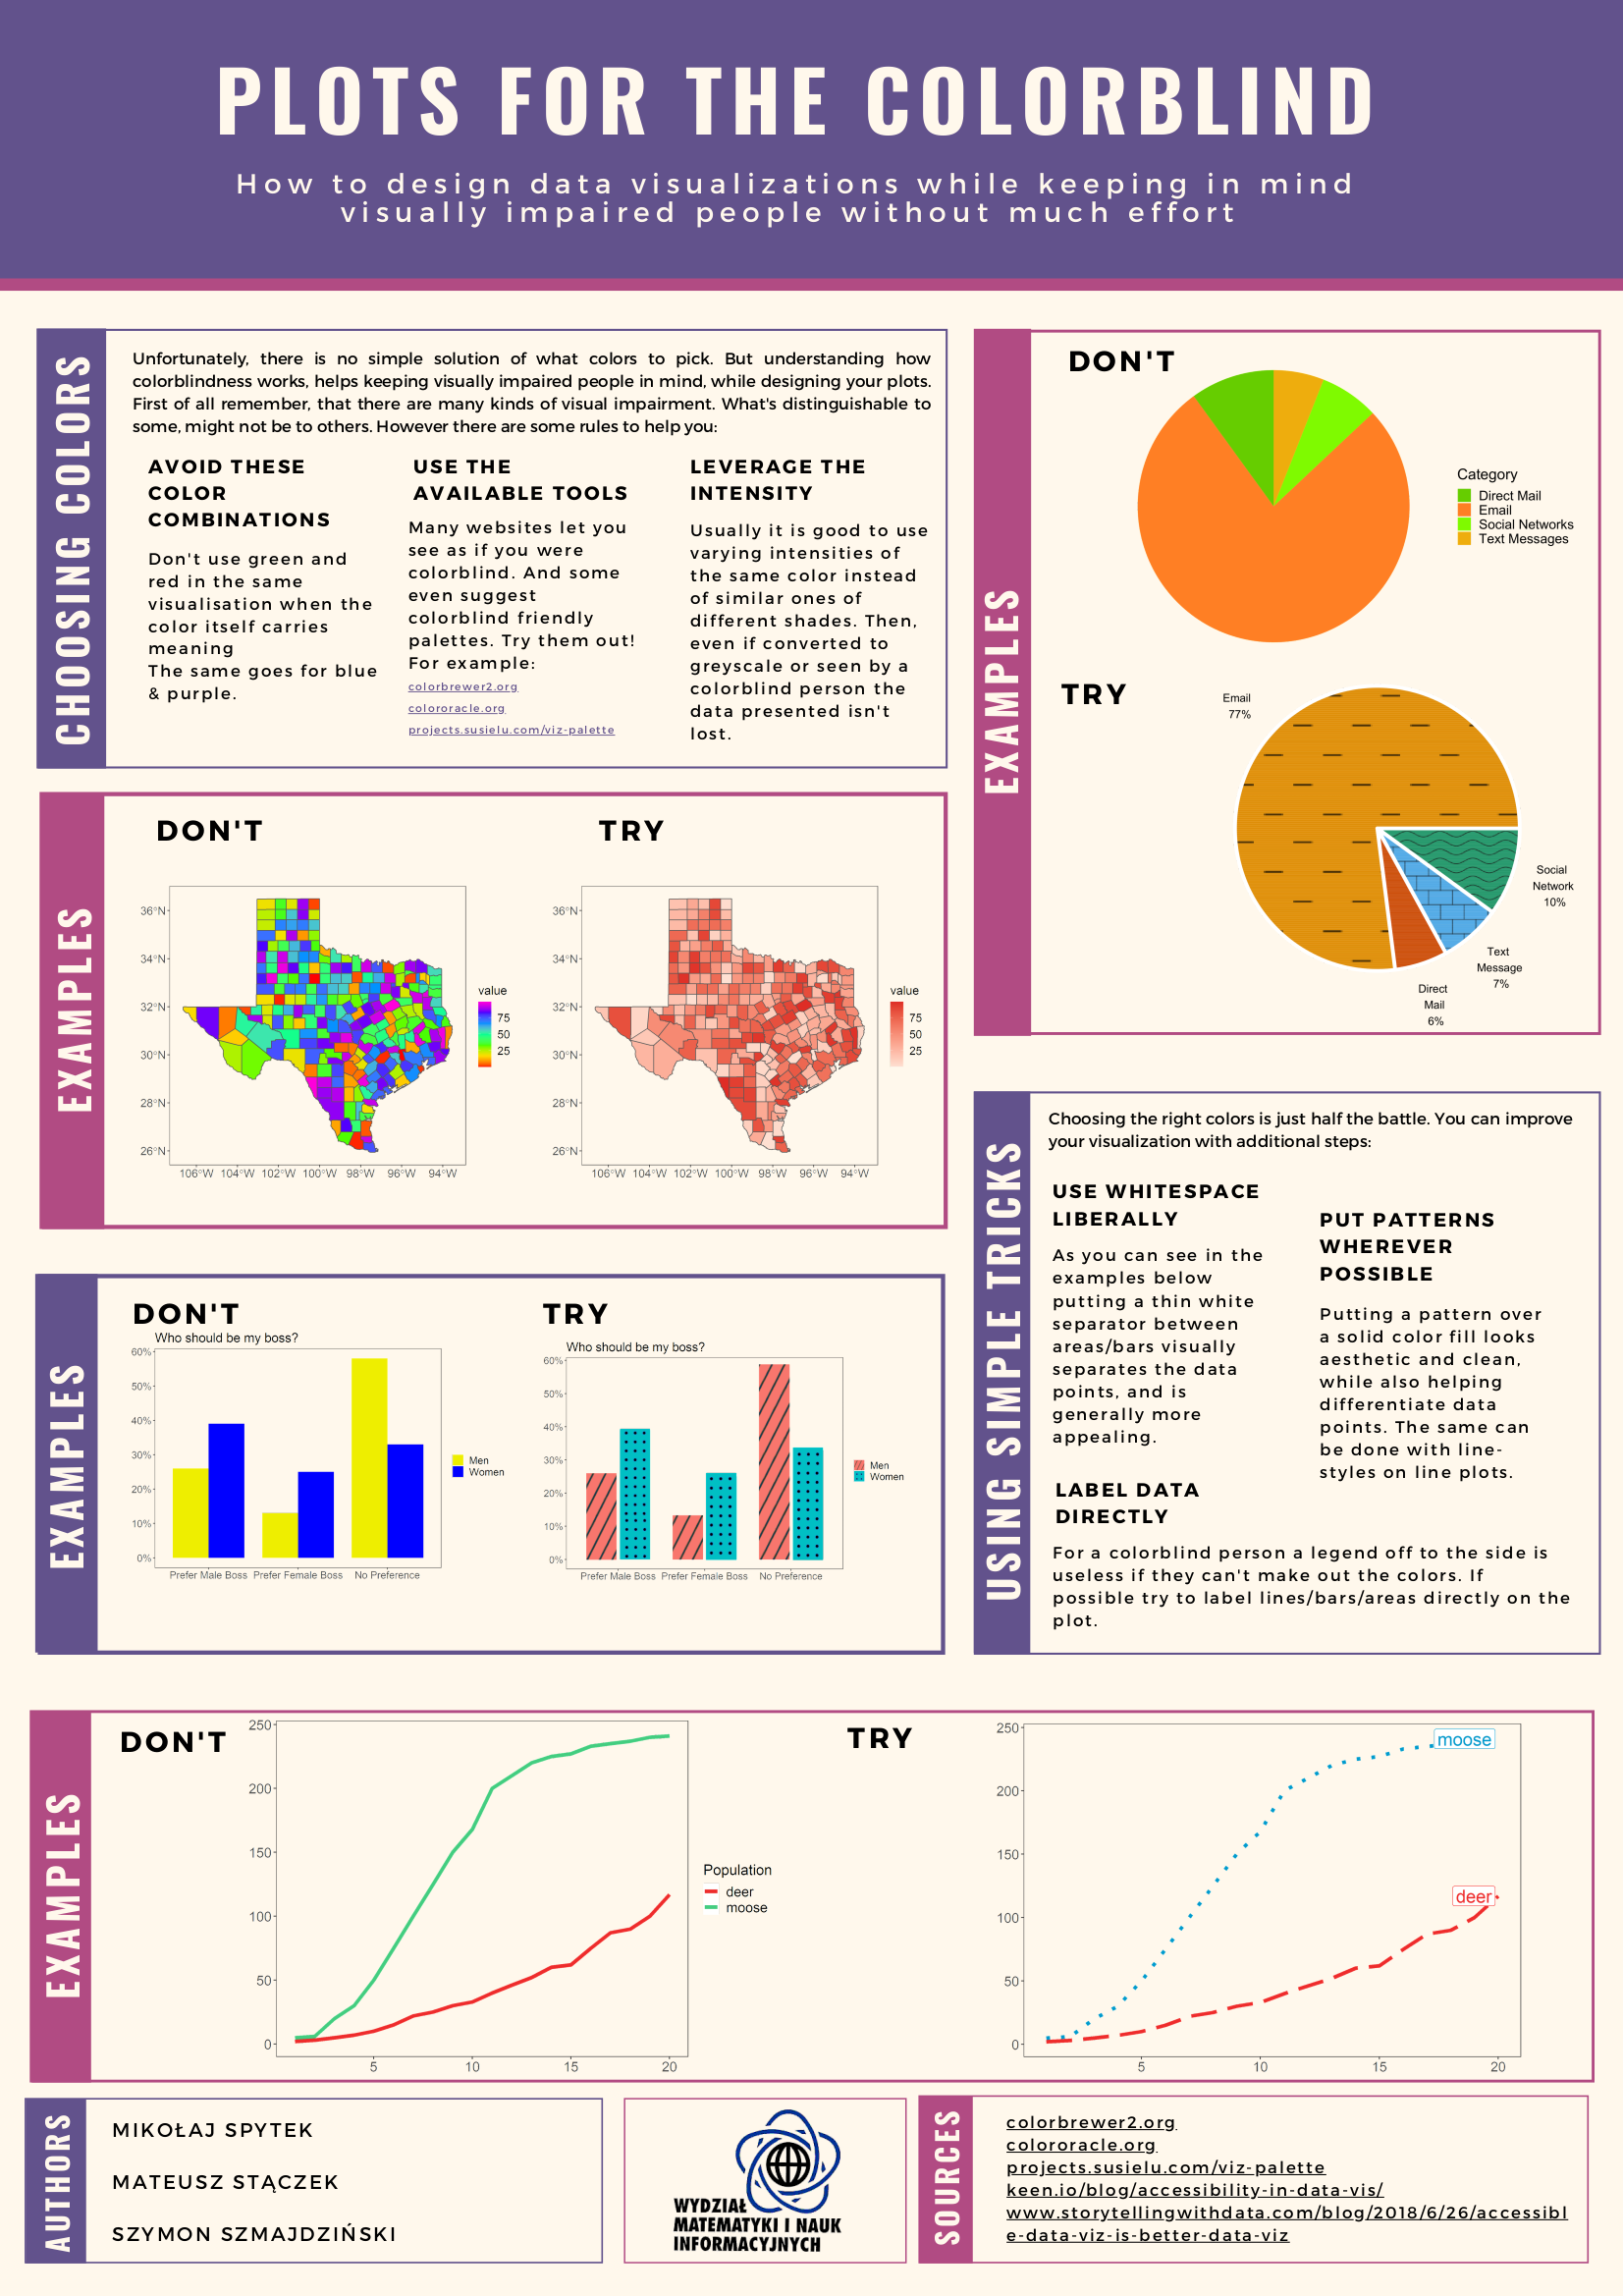 PLOTS FOR THE COLORBLIND
How to design data visualizations while keeping in mind
visually impaired people without much effort
CHOOSING COLORS
Unfortunately, there is no simple solution of what colors to pick. But understanding how
colorblindness works, helps keeping visually impaired people in mind, while designing your plots.
First of all remember, that there are many kinds of visual impairment. What's distinguishable to
some, might not be to others. However there are some rules to help you:
AVOID THESE
COLOR
COMBINATIONS
Don't use green and
red in the same
visualisation when the
color itself carries
meaning
The same goes for blue
& purple.
USE THE
AVAILABLE TOOLS
Many websites let you
see as if you were
colorblind. And some
even suggest
colorblind friendly
palettes. Try them out!
For example:
colorbrewer2.org
colororacle.org
projects.susielu.com/viz-palette
LEVERAGE THE
INTENSITY
Usually it is good to use
varying intensities of
the same color instead
of similar ones of
different shades. Then,
even if converted to
greyscale or seen by a
colorblind person the
data presented isn't
lost.
EXAMPLES
DON'T
Category
Direct Mail
Email
Social Networks
Text Messages
TRY
Email
77%
Social
Network
10%
Text
Message
7%
Direct
Mail
6%
EXAMPLES
DON'T
36°N
34°N
32°N
30°N
28°N
26°N
106°W 104°W 102°W 100°W 98°W 96°W 94°W
value
75
50
25
TRY
36°N
34°N
32°N
30°N
28°N
26°N
106°W 104°W 102°W 100°W 98°W 96°W 94°W
value
75
50
25
EXAMPLES
DON'T
Who should be my boss?
60%
50%
40%
30%
20%
10%
0%
Prefer Male Boss Prefer Female Boss No Preference
Men
Women
TRY
Who should be my boss?
60%
50%
40%
30%
20%
10%
0%
Prefer Male Boss Prefer Female Boss No Preference
Men
Women
USING SIMPLE TRICKS
Choosing the right colors is just half the battle. You can improve
your visualization with additional steps:
USE WHITESPACE
LIBERALLY
As you can see in the
examples below
putting a thin white
separator between
areas/bars visually
separates the data
points, and is
generally more
appealing.
PUT PATTERNS
WHEREVER
POSSIBLE
Putting a pattern over
a solid color fill looks
aesthetic and clean,
while also helping
differentiate data
points. The same can
be done with line-
styles on line plots.
LABEL DATA
DIRECTLY
For a colorblind person a legend off to the side is
useless if they can't make out the colors. If
possible try to label lines/bars/areas directly on the
plot.
EXAMPLES
DON'T
250
200
150
100
50
0
5 10 15 20
Population
deer
moose
TRY
250
200
150
100
50
0
5 10 15 20
moose
deer
AUTHORS
MIKOŁAJ SPYTEK
MATEUSZ STĄCZEK
SZYMON SZMAJDZIŃSKI
WYDZIAŁ
MATEMATYKI I NAUK
INFORMACYJNYCH
SOURCES
colorbrewer2.org
colororacle.org
projects.susielu.com/viz-palette
keen.io/blog/accessibility-in-data-vis/
www.storytellingwithdata.com/blog/2018/6/26/accessibl
e-data-viz-is-better-data-viz